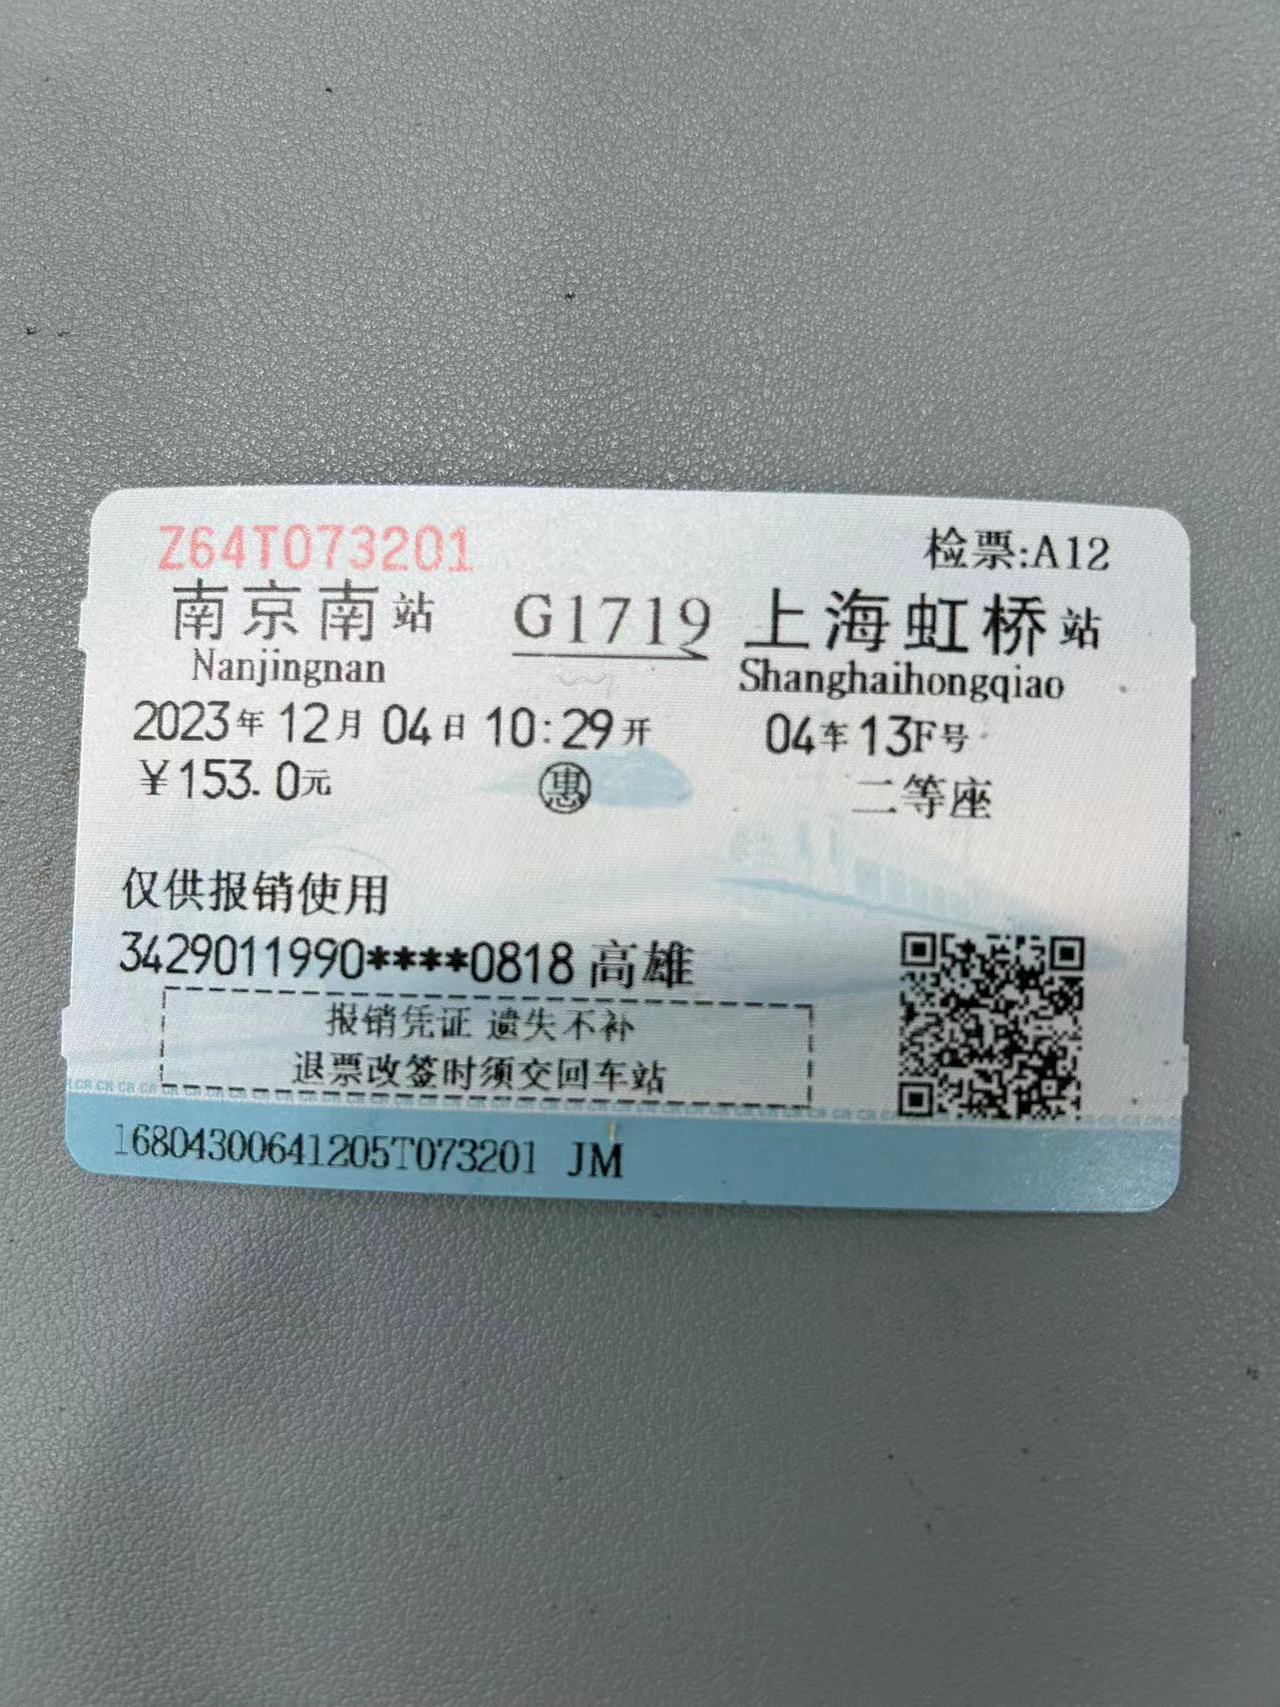 Z64T073201 检票:A12
南京南站 G1719 上海虹桥站
Nanjingnan Shanghaihongqiao
2023年12月04日10:29开 04车13F号
¥153.0元 惠 二等座
仅供报销使用
3429011990****0818 高雄
报销凭证 遗失不补
退票改签时须交回车站
16804300641205T073201 JM